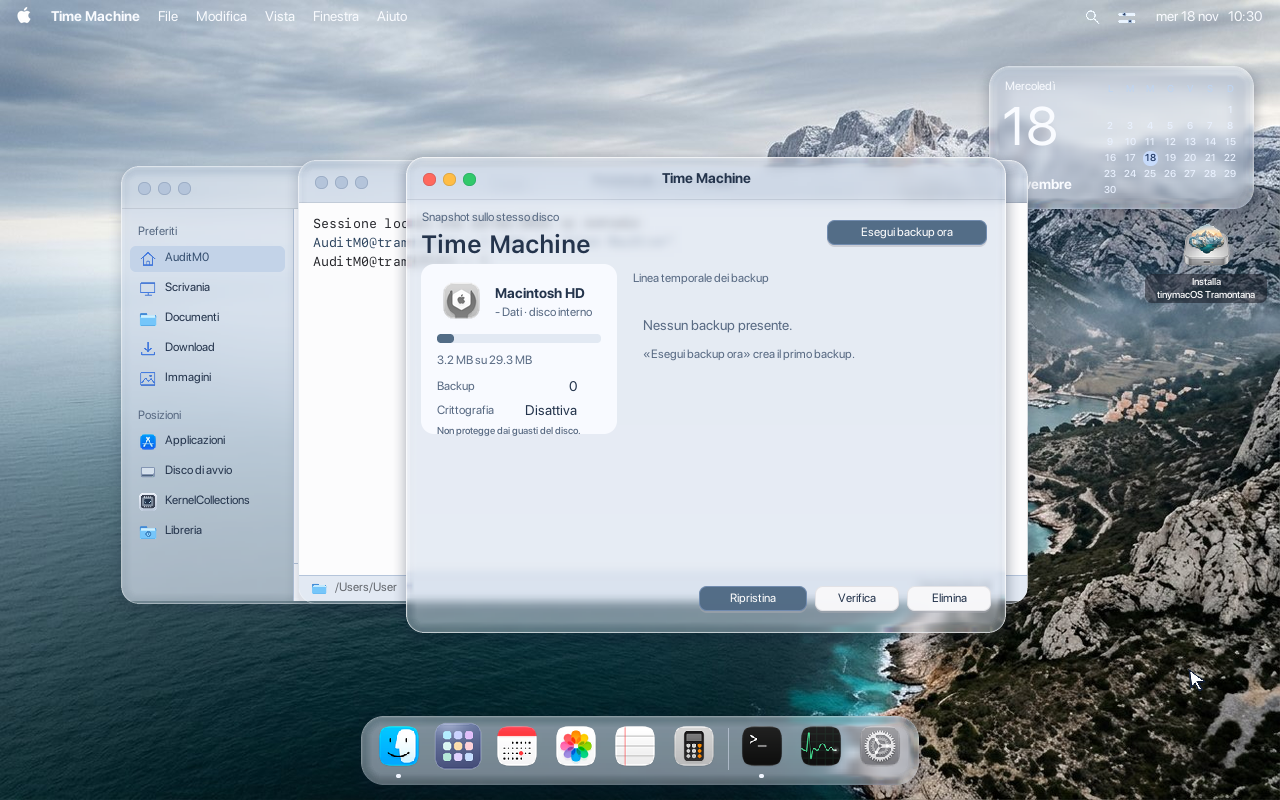 Time Machine File Modifica Vista Finestra Aiuto
mer 18 nov 10:30
Mercoledì
18
1
2 3 4 5 6 7 8
9 10 11 12 13 14 15
16 17 18 19 20 21 22
23 24 25 26 27 28 29
30
vembre
Installa
tinymacOS Tramontana
Preferiti
AuditM0
Scrivania
Documenti
Download
Immagini
Posizioni
Applicazioni
Disco di avvio
KernelCollections
Libreria
Sessione loc
AuditM0@tram
AuditM0@tram
/Users/User
Time Machine
Snapshot sullo stesso disco
Time Machine
Esegui backup ora
Macintosh HD
- Dati · disco interno
3.2 MB su 29.3 MB
Backup 0
Crittografia Disattiva
Non protegge dai guasti del disco.
Linea temporale dei backup
Nessun backup presente.
«Esegui backup ora» crea il primo backup.
Ripristina Verifica Elimina